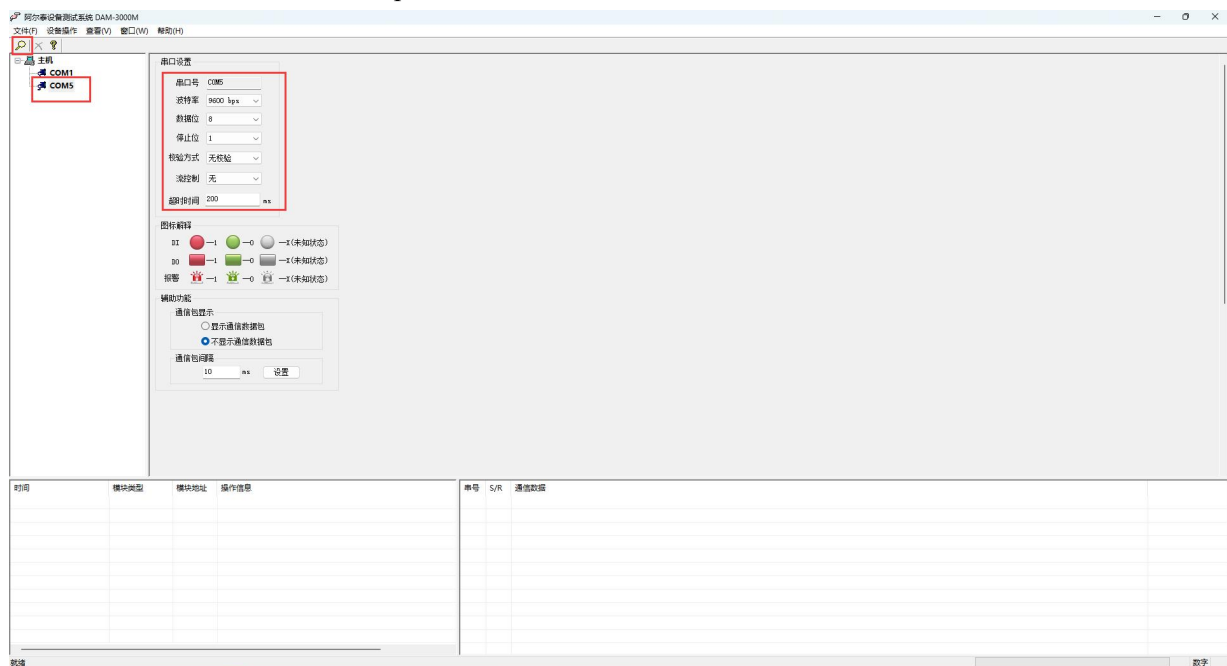 阿尔泰设备测试系统 DAM-3000M
文件(F) 设备操作 查看(V) 窗口(W) 帮助(H)
主机
COM1
COM5
串口设置
串口号 COM5
波特率 9600 bps
数据位 8
停止位 1
校验方式 无校验
流控制 无
超时时间 200 ms
图标解释
DI —1 —0 —X(未知状态)
DO —1 —0 —X(未知状态)
报警 —1 —0 —X(未知状态)
辅助功能
通信包显示
显示通信数据包
不显示通信数据包
通信包间隔
10 ms 设置
时间 模块类型 模块地址 操作信息
串号 S/R 通信数据
就绪 数字